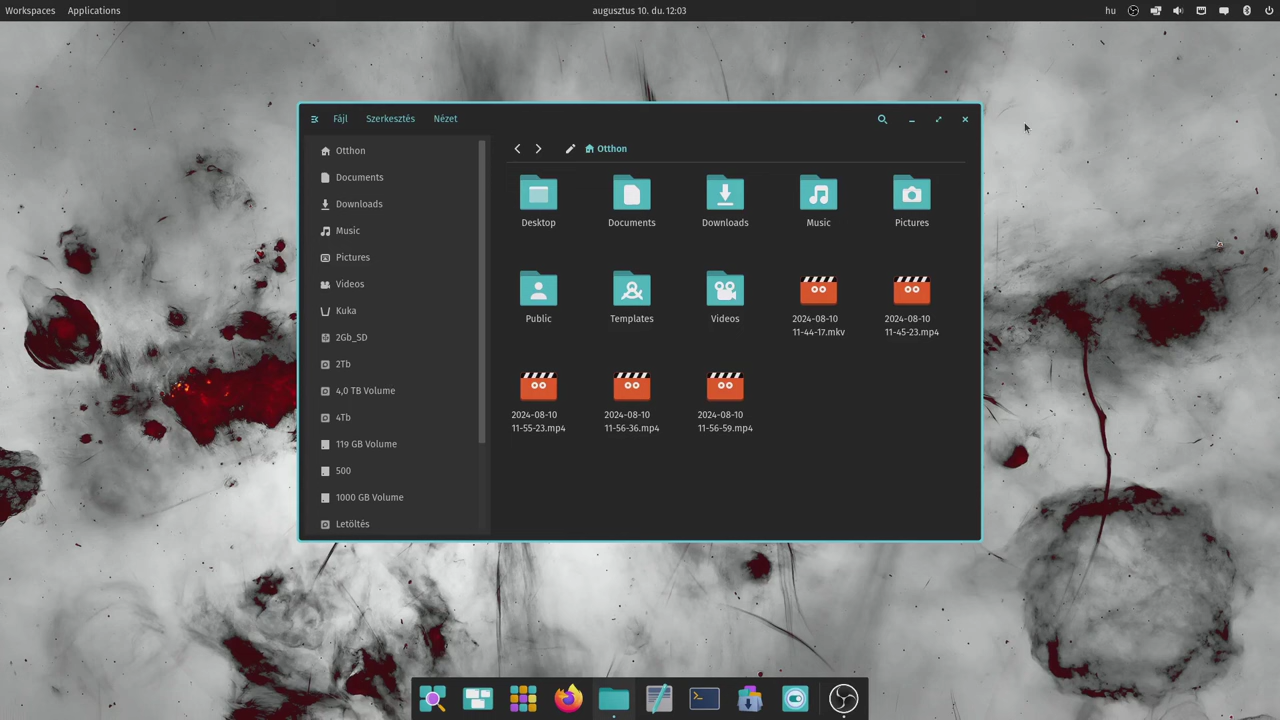 Workspaces Applications augusztus 10. du. 12:03 hu
Fájl Szerkesztés Nézet
Otthon
Documents
Downloads
Music
Pictures
Videos
Kuka
2Gb_SD
2Tb
4,0 TB Volume
4Tb
119 GB Volume
500
1000 GB Volume
Letöltés
Otthon
Desktop Documents Downloads Music Pictures
Public Templates Videos 2024-08-10 2024-08-10
11-44-17.mkv 11-45-23.mp4
2024-08-10 2024-08-10 2024-08-10
11-55-23.mp4 11-56-36.mp4 11-56-59.mp4